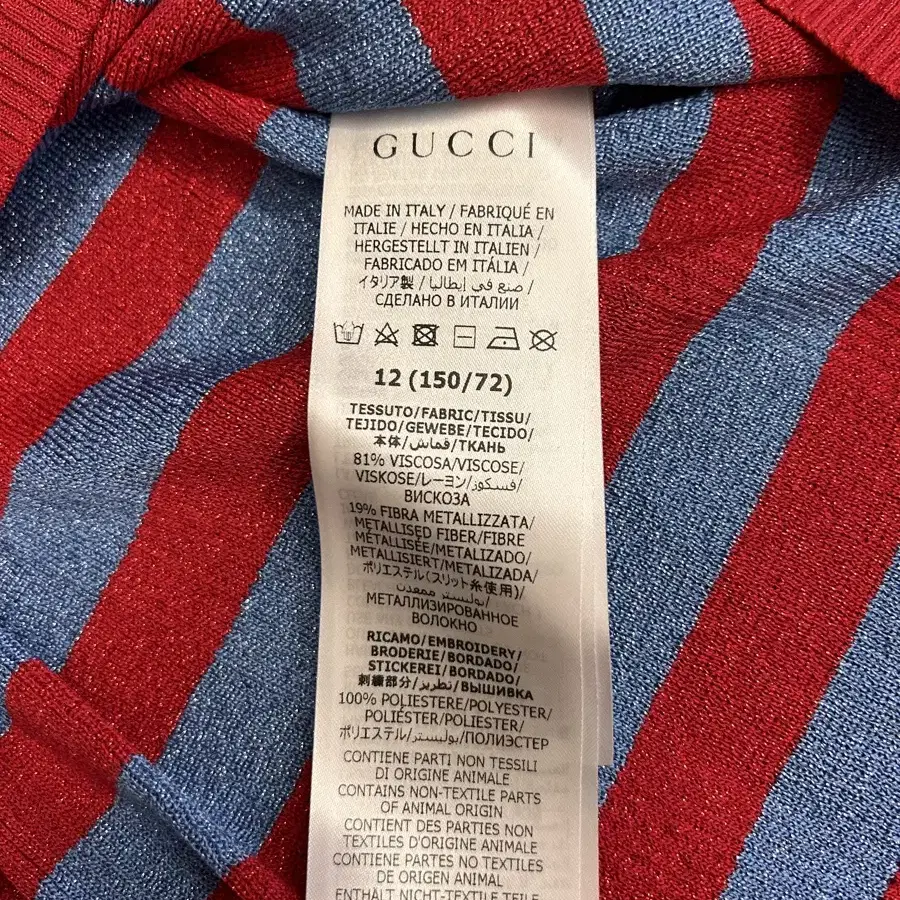 GUCCI
MADE IN ITALY / FABRIQUÉ EN
ITALIE / HECHO EN ITALIA /
HERGESTELLT IN ITALIEN /
FABRICADO EM ITÁLIA /
イタリア製 / صنع في إيطاليا /
СДЕЛАНО В ИТАЛИИ
12 (150/72)
TESSUTO/FABRIC/TISSU/
TEJIDO/GEWEBE/TECIDO/
本体/قماش/ТКАНЬ
81% VISCOSA/VISCOSE/
VISKOSE/レーヨン/فسكوز/
ВИСКОЗА
19% FIBRA METALLIZZATA/
METALLISED FIBER/FIBRE
MÉTALLISÉE/METALIZADO/
METALLISIERT/METALIZADA/
ポリエステル(スリット糸使用)/
بوليستر ممعدن/
МЕТАЛЛИЗИРОВАННОЕ
ВОЛОКНО
RICAMO/EMBROIDERY/
BRODERIE/BORDADO/
STICKEREI/BORDADO/
刺繍部分/تطريز/ВЫШИВКА
100% POLIESTERE/POLYESTER/
POLIÉSTER/POLIESTER/
ポリエステル/بوليستر/ПОЛИЭСТЕР
CONTIENE PARTI NON TESSILI
DI ORIGINE ANIMALE
CONTAINS NON-TEXTILE PARTS
OF ANIMAL ORIGIN
CONTIENT DES PARTIES NON
TEXTILES D'ORIGINE ANIMALE
CONTIENE PARTES NO TEXTILES
DE ORIGEN ANIMAL
ENTHÄLT NICHT-TEXTILE TEILE